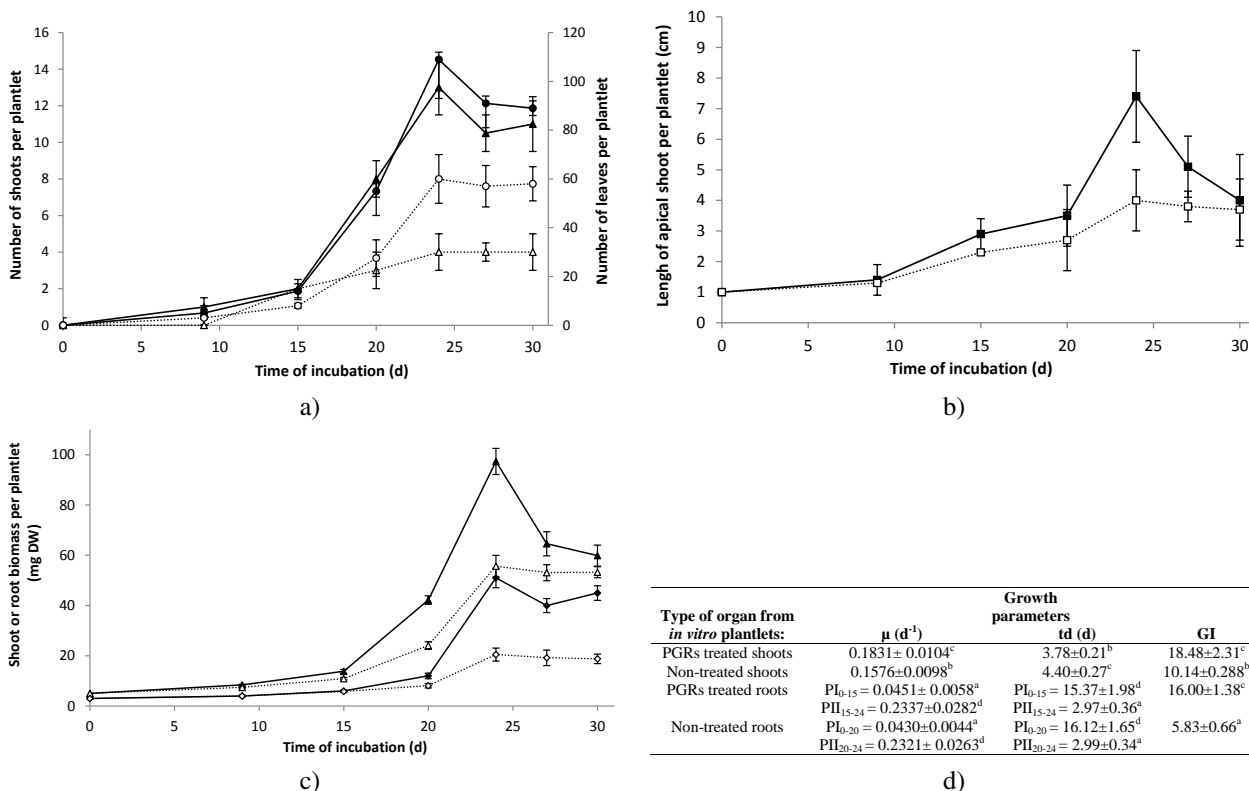 Number of shoots per plantlet
16
14
12
10
8
6
4
2
0
Number of leaves per plantlet
120
100
80
60
40
20
0
0 5 10 15 20 25 30
Time of incubation (d)
a)
Lengh of apical shoot per plantlet (cm)
10
9
8
7
6
5
4
3
2
1
0
0 5 10 15 20 25 30
Time of incubation (d)
b)
Shoot or root biomass per plantlet
(mg DW)
100
80
60
40
20
0
0 5 10 15 20 25 30
Time of incubation (d)
c)
Growth
Type of organ from parameters
in vitro plantlets: μ (d-1) td (d) GI
PGRs treated shoots 0.1831± 0.0104c 3.78±0.21b 18.48±2.31c
Non-treated shoots 0.1576±0.0098b 4.40±0.27c 10.14±0.288b
PGRs treated roots PI0-15 = 0.0451± 0.0058a PI0-15 = 15.37±1.98d 16.00±1.38c
PII15-24 = 0.2337±0.0282d PII15-24 = 2.97±0.36a
Non-treated roots PI0-20 = 0.0430±0.0044a PI0-20 = 16.12±1.65d 5.83±0.66a
PII20-24 = 0.2321± 0.0263d PII20-24 = 2.99±0.34a
d)